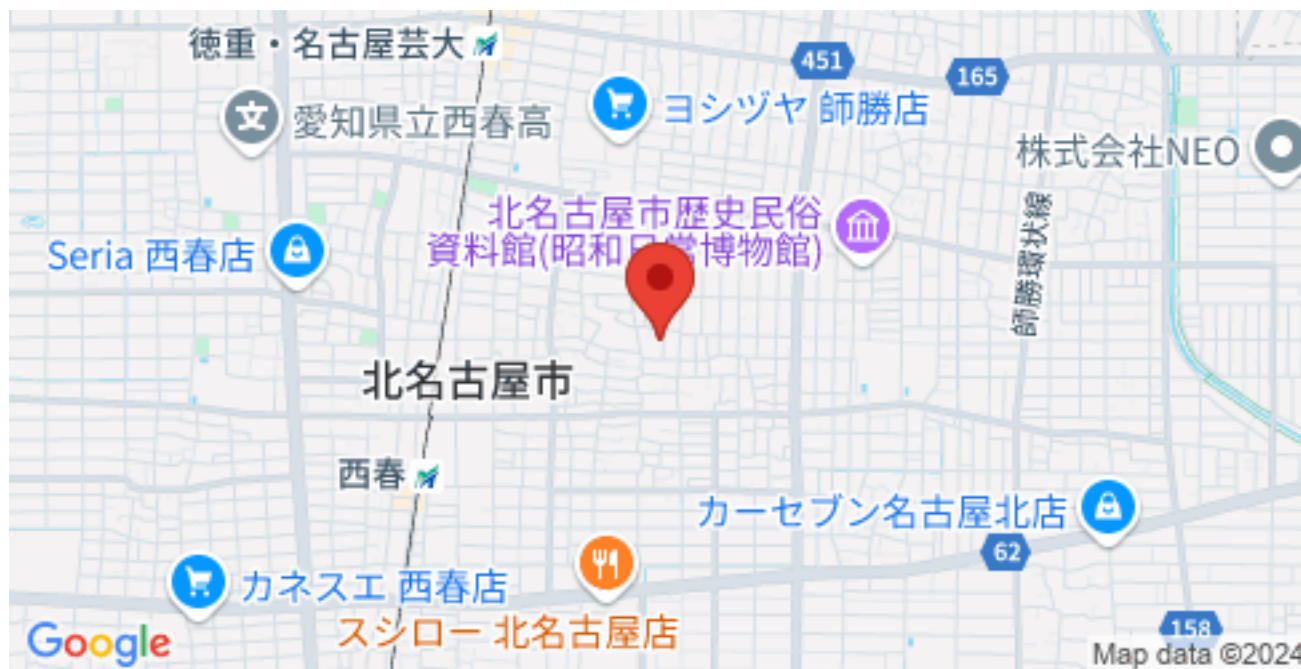 徳重・名古屋芸大
451
165
愛知県立西春高
ヨシヅヤ 師勝店
株式会社NEO
北名古屋市歴史民俗
資料館(昭和日常博物館)
Seria 西春店
師勝環状線
北名古屋市
西春
カーセブン名古屋北店
62
カネスエ 西春店
スシロー 北名古屋店
158
Google
Map data ©2024